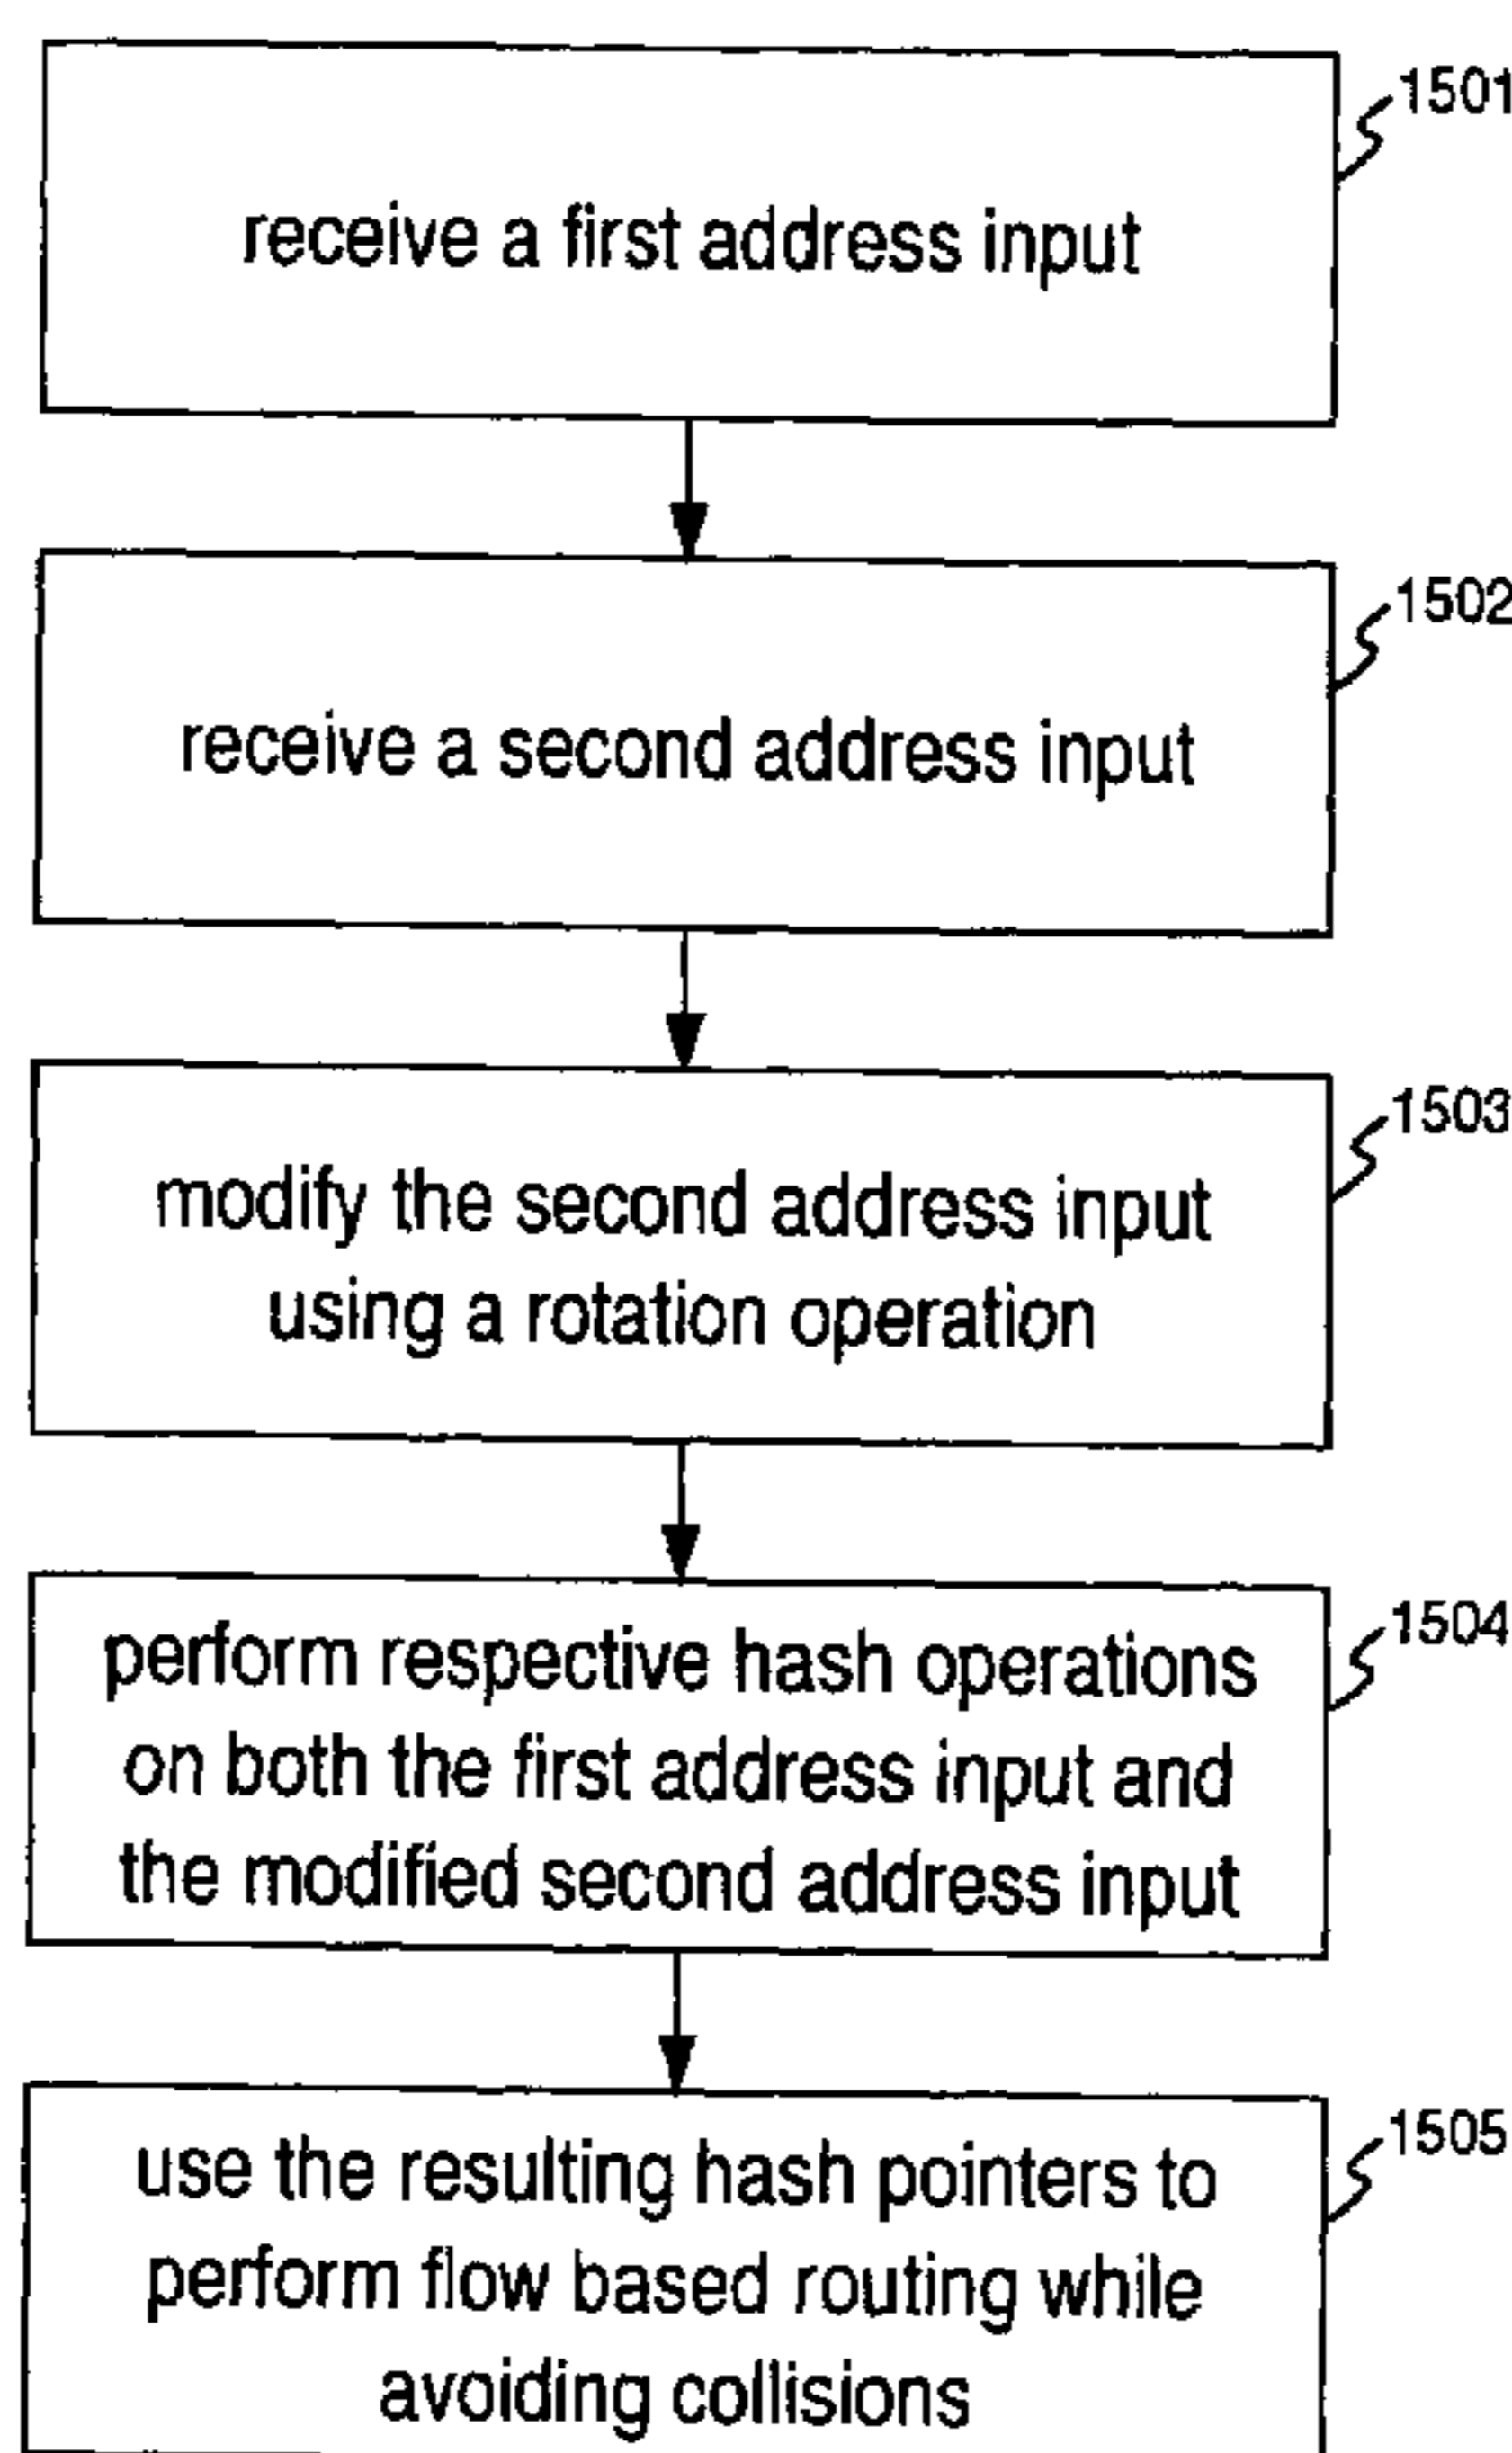 1501
receive a first address input
1502
receive a second address input
1503
modify the second address input
using a rotation operation
1504
perform respective hash operations
on both the first address input and
the modified second address input
1505
use the resulting hash pointers to
perform flow based routing while
avoiding collisions